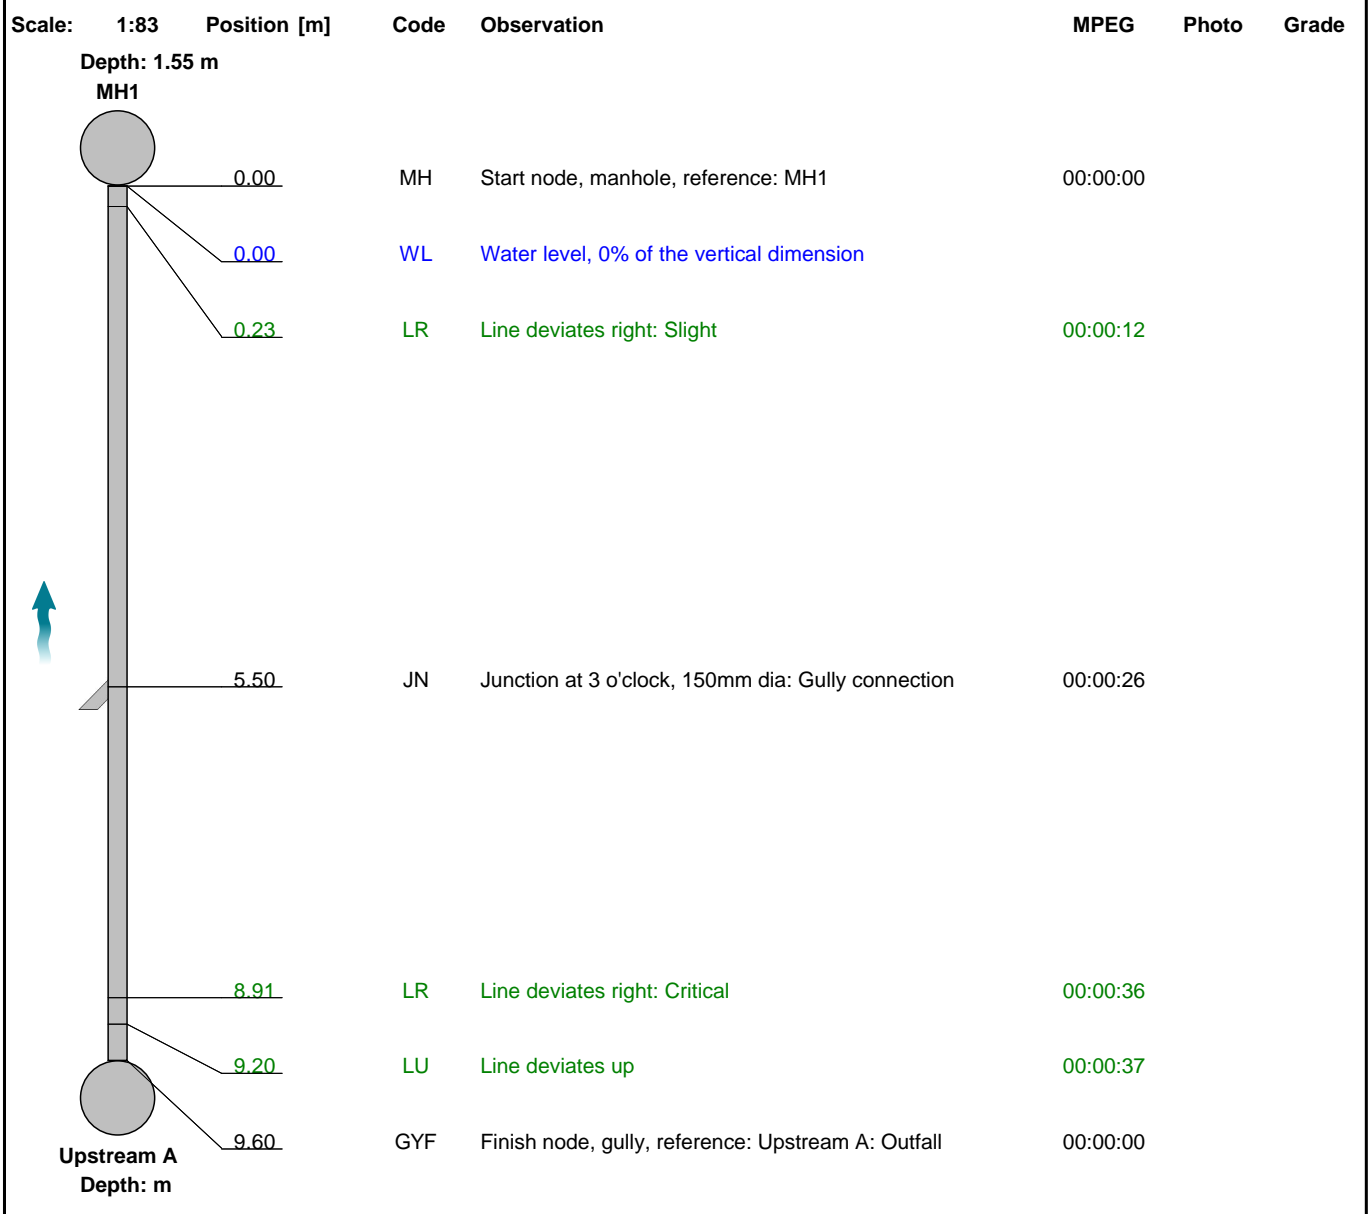 Scale: 1:83 Position [m] Code Observation MPEG Photo Grade
Depth: 1.55 m
MH1
0.00 MH Start node, manhole, reference: MH1 00:00:00
0.00 WL Water level, 0% of the vertical dimension
0.23 LR Line deviates right: Slight 00:00:12
5.50 JN Junction at 3 o'clock, 150mm dia: Gully connection 00:00:26
8.91 LR Line deviates right: Critical 00:00:36
9.20 LU Line deviates up 00:00:37
9.60 GYF Finish node, gully, reference: Upstream A: Outfall 00:00:00
Upstream A
Depth: m